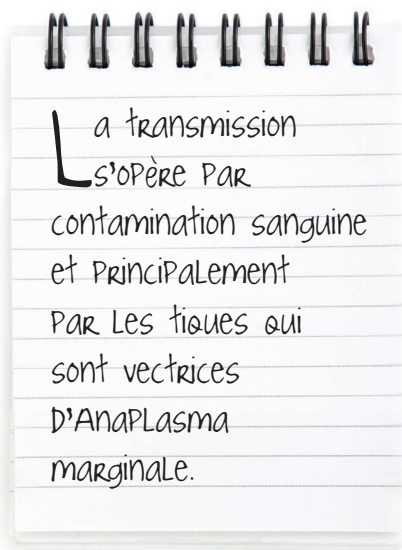 La transmission
s'opère par
contamination sanguine
et principalement
par les tiques qui
sont vectrices
d'Anaplasma
marginale.